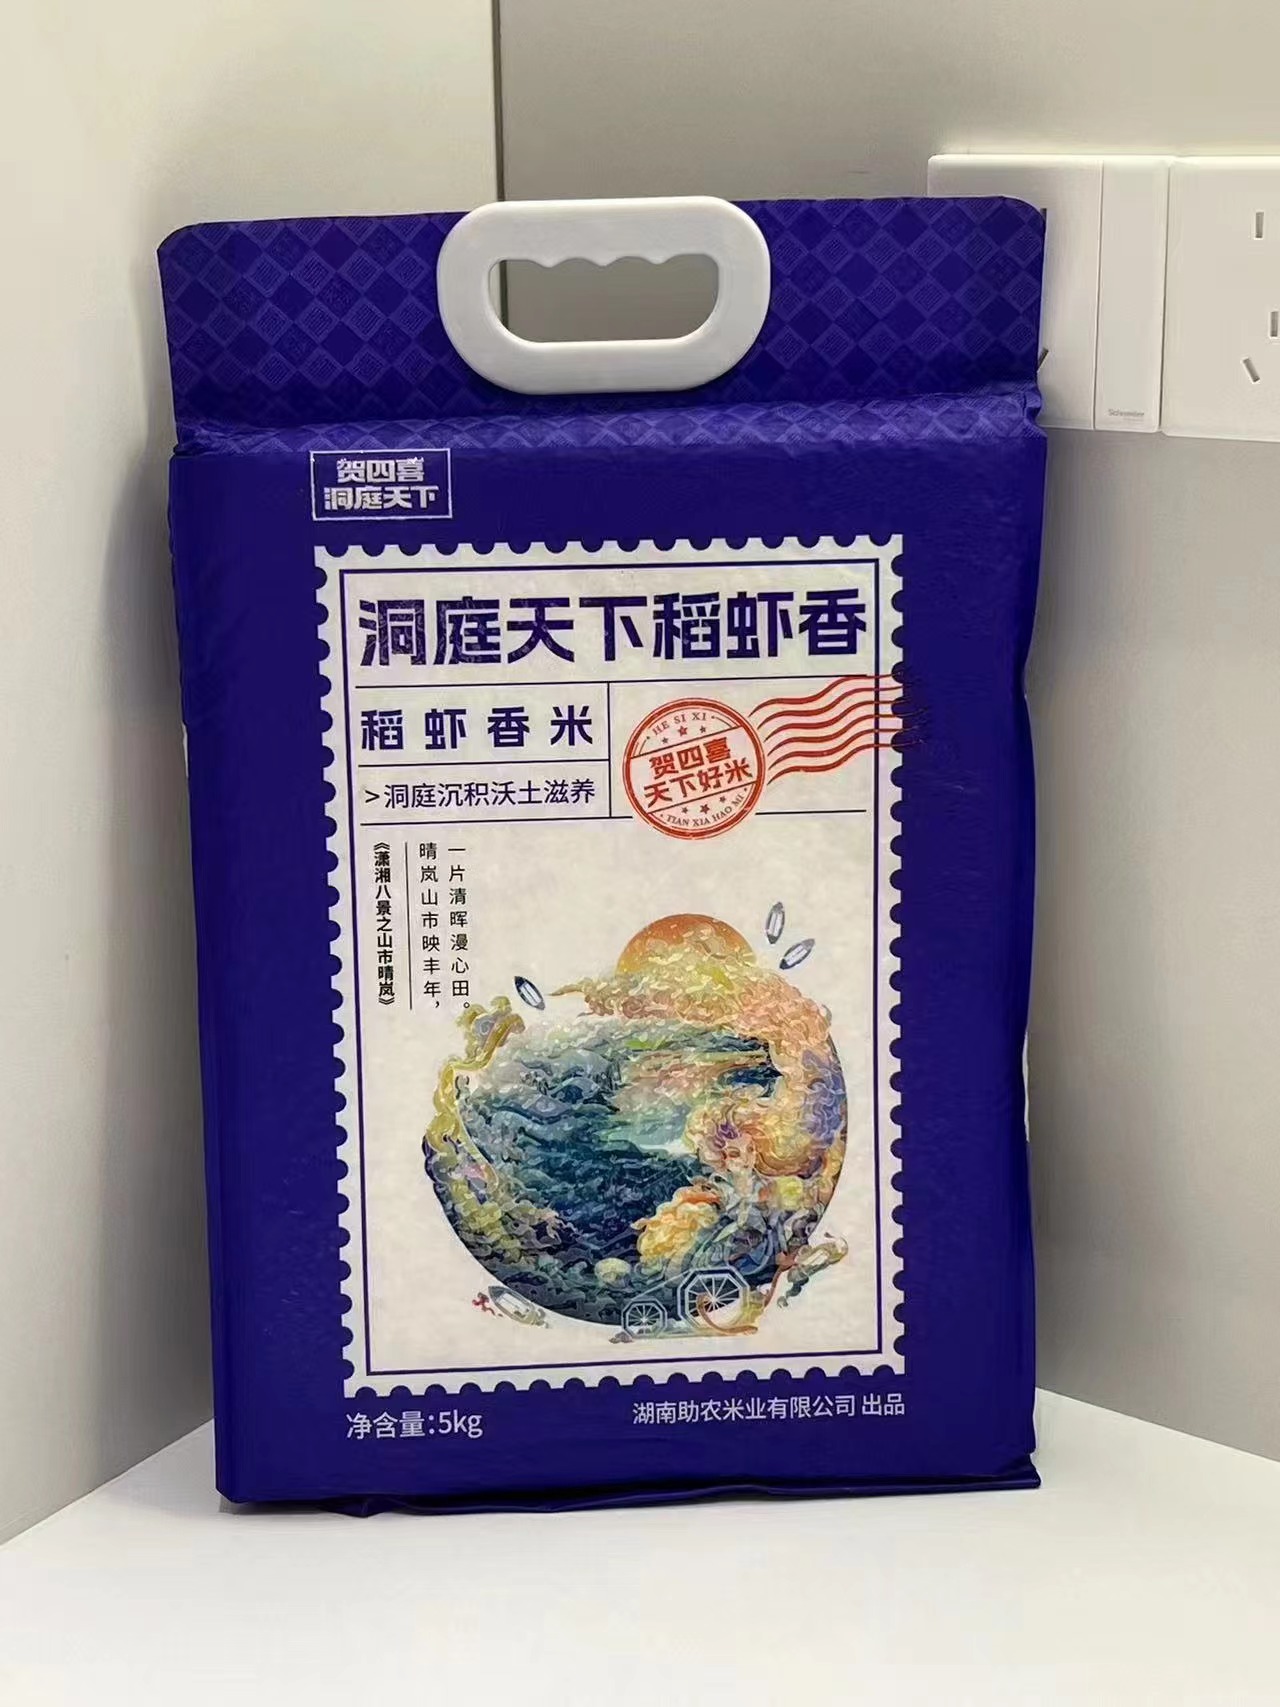 贺四喜
洞庭天下
洞庭天下稻虾香
稻虾香米
>洞庭沉积沃土滋养
HE SI XI
贺四喜
天下好米
TIAN XIA HAO MI
一片清晖漫心田。
晴岚山市映丰年，
《潇湘八景之山市晴岚》
净含量:5kg
湖南助农米业有限公司 出品
Schneider